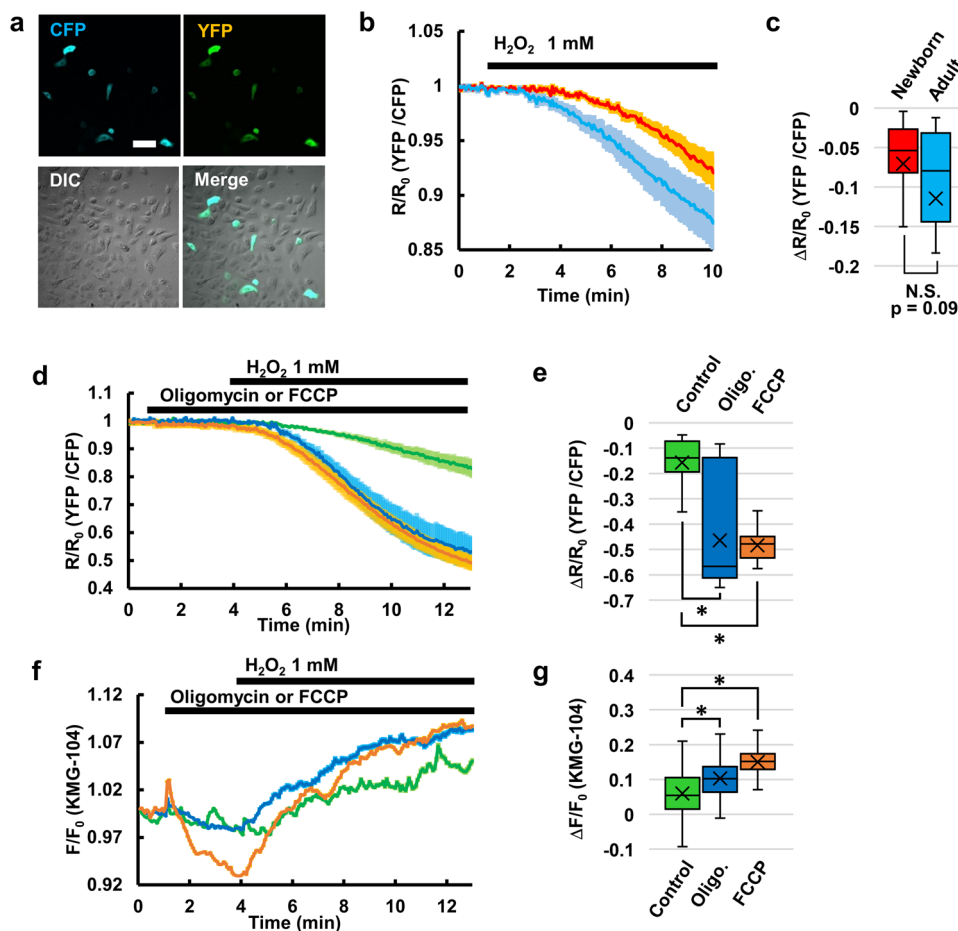 a
CFP
YFP
DIC
Merge
b
H₂O₂ 1 mM
R/R₀ (YFP /CFP)
1.05
1
0.95
0.9
0.85
0 2 4 6 8 10
Time (min)
c
Newborn
Adult
ΔR/R₀ (YFP /CFP)
0
-0.05
-0.1
-0.15
-0.2
N.S.
p = 0.09
d
H₂O₂ 1 mM
Oligomycin or FCCP
R/R₀ (YFP /CFP)
1.1
1
0.9
0.8
0.7
0.6
0.5
0.4
0 2 4 6 8 10 12
Time (min)
e
Control
Oligo.
FCCP
ΔR/R₀ (YFP /CFP)
0
-0.1
-0.2
-0.3
-0.4
-0.5
-0.6
-0.7
*
*
f
H₂O₂ 1 mM
Oligomycin or FCCP
F/F₀ (KMG-104)
1.12
1.07
1.02
0.97
0.92
0 2 4 6 8 10 12
Time (min)
g
ΔF/F₀ (KMG-104)
0.4
0.3
0.2
0.1
0
-0.1
*
*
Control
Oligo.
FCCP